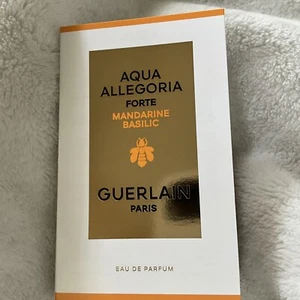 AQUA
ALLEGORIA
FORTE
MANDARINE
BASILIC
GUERLAIN
PARIS
EAU DE PARFUM